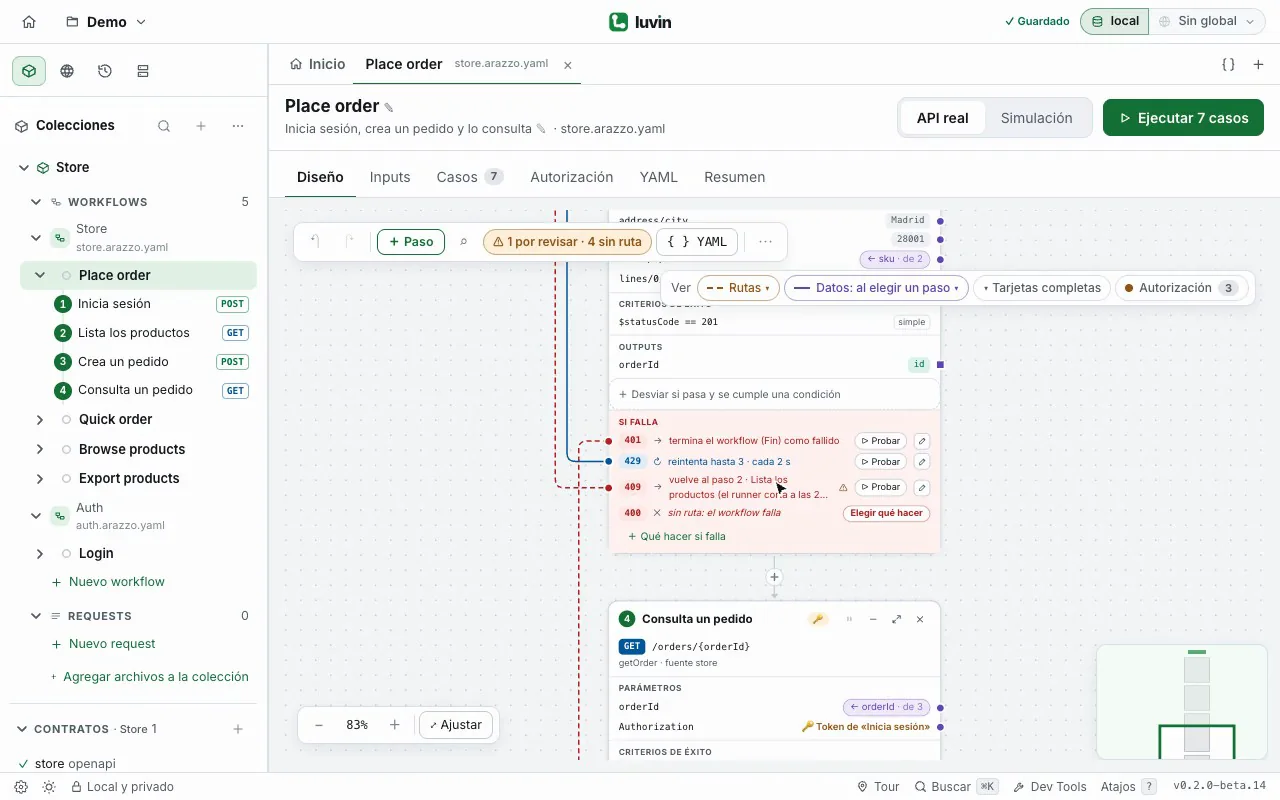 Demo
luvin
Guardado
local
Sin global
Inicio
Place order store.arazzo.yaml
Place order
Inicia sesión, crea un pedido y lo consulta · store.arazzo.yaml
API real
Simulación
Ejecutar 7 casos
Diseño
Inputs
Casos 7
Autorización
YAML
Resumen
Colecciones
Store
WORKFLOWS 5
Store
store.arazzo.yaml
Place order
1 Inicia sesión POST
2 Lista los productos GET
3 Crea un pedido POST
4 Consulta un pedido GET
Quick order
Browse products
Export products
Auth
auth.arazzo.yaml
Login
+ Nuevo workflow
REQUESTS 0
+ Nuevo request
Agregar archivos a la colección
CONTRATOS · Store 1
store openapi
address/city Madrid
28001
← sku · de 2
+ Paso
1 por revisar · 4 sin ruta
{ } YAML
lines/0
Ver
Rutas
Datos: al elegir un paso
Tarjetas completas
Autorización 3
$statusCode == 201 simple
OUTPUTS
orderId id
+ Desviar si pasa y se cumple una condición
SI FALLA
401 → termina el workflow (Fin) como fallido Probar
429 reintenta hasta 3 · cada 2 s Probar
409 → vuelve al paso 2 · Lista los
productos (el runner corta a las 2... Probar
400 × sin ruta: el workflow falla Elegir qué hacer
+ Qué hacer si falla
4 Consulta un pedido
GET /orders/{orderId}
getOrder · fuente store
PARÁMETROS
orderId ← orderId · de 3
Authorization Token de «Inicia sesión»
CRITERIOS DE ÉXITO
− 83% +
Ajustar
Local y privado
Tour
Buscar ⌘K
Dev Tools
Atajos ?
v0.2.0-beta.14